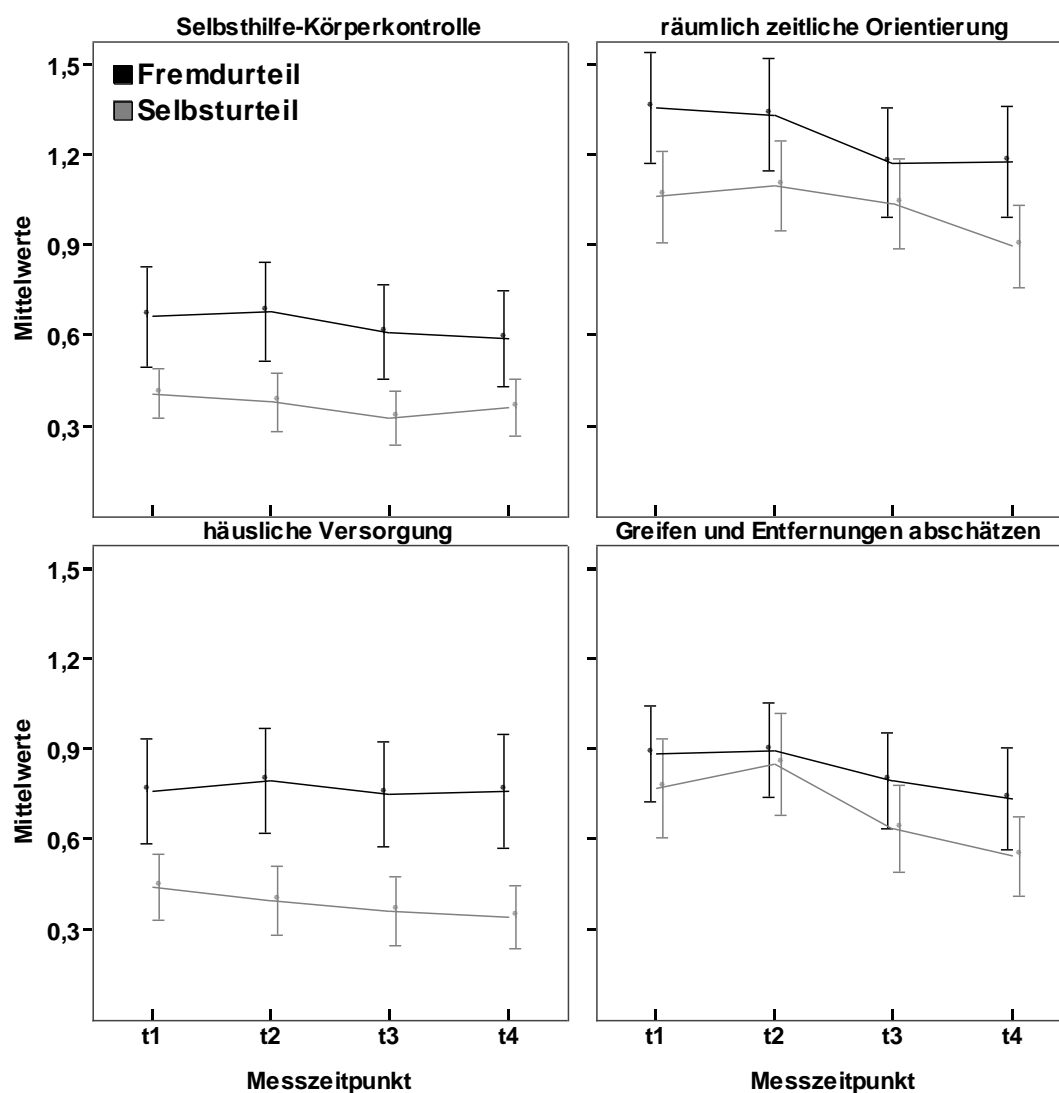 Selbsthilfe-Körperkontrolle
räumlich zeitliche Orientierung
Fremdurteil
Selbsturteil
Mittelwerte
1,5
1,2
0,9
0,6
0,3
häusliche Versorgung
Greifen und Entfernungen abschätzen
Mittelwerte
1,5
1,2
0,9
0,6
0,3
t1 t2 t3 t4
t1 t2 t3 t4
Messzeitpunkt
Messzeitpunkt